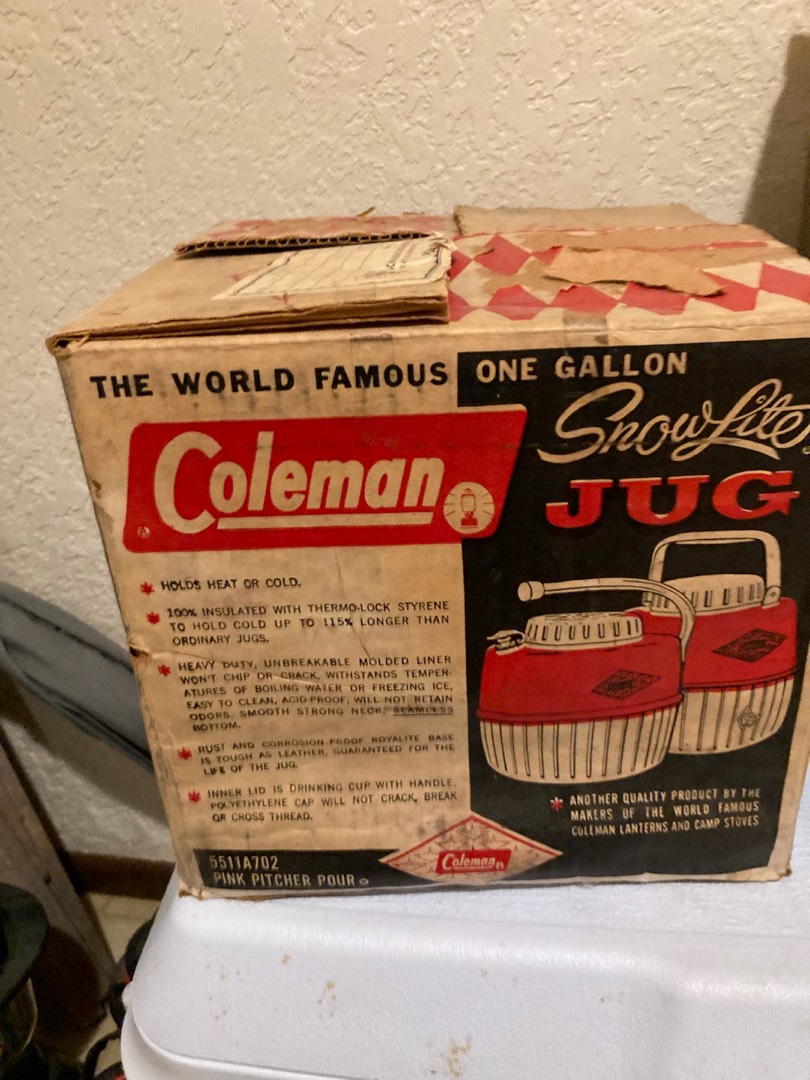 THE WORLD FAMOUS
Coleman
®
* HOLDS HEAT OR COLD.
* 100% INSULATED WITH THERMO-LOCK STYRENE
TO HOLD COLD UP TO 115% LONGER THAN
ORDINARY JUGS.
* HEAVY DUTY, UNBREAKABLE MOLDED LINER
WON'T CHIP OR CRACK, WITHSTANDS TEMPER-
ATURES OF BOILING WATER OR FREEZING ICE,
EASY TO CLEAN, ACID-PROOF, WILL NOT RETAIN
ODORS. SMOOTH STRONG NECK, SEAMLESS
BOTTOM.
* RUST AND CORROSION-PROOF ROYALITE BASE
IS TOUGH AS LEATHER, GUARANTEED FOR THE
LIFE OF THE JUG.
* INNER LID IS DRINKING CUP WITH HANDLE.
POLYETHYLENE CAP WILL NOT CRACK, BREAK
OR CROSS THREAD.
5511A702
PINK PITCHER POUR
Coleman
ONE GALLON
SnowLite
JUG
* ANOTHER QUALITY PRODUCT BY THE
MAKERS OF THE WORLD FAMOUS
COLEMAN LANTERNS AND CAMP STOVES